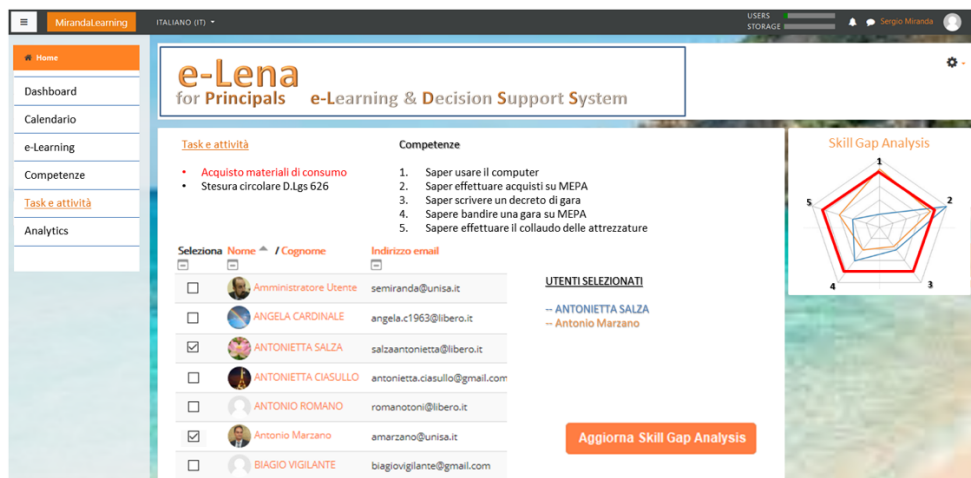 MirandaLearning
ITALIANO (IT)
USERS
STORAGE
Sergio Miranda
Home
Dashboard
Calendario
e-Learning
Competenze
Task e attività
Analytics
e-Lena
for Principals e-Learning & Decision Support System
Task e attività
• Acquisto materiali di consumo
• Stesura circolare D.Lgs 626
Competenze
1. Saper usare il computer
2. Saper effettuare acquisti su MEPA
3. Saper scrivere un decreto di gara
4. Sapere bandire una gara su MEPA
5. Sapere effettuare il collaudo delle attrezzature
Seleziona Nome / Cognome Indirizzo email
Amministratore Utente semiranda@unisa.it
ANGELA CARDINALE angela.c1963@libero.it
ANTONIETTA SALZA salzaantonietta@libero.it
ANTONIETTA CIASULLO antonietta.ciasullo@gmail.com
ANTONIO ROMANO romanotoni@libero.it
Antonio Marzano amarzano@unisa.it
BIAGIO VIGILANTE biagiovigilante@gmail.com
UTENTI SELEZIONATI
-- ANTONIETTA SALZA
-- Antonio Marzano
Aggiorna Skill Gap Analysis
Skill Gap Analysis
1
2
3
4
5